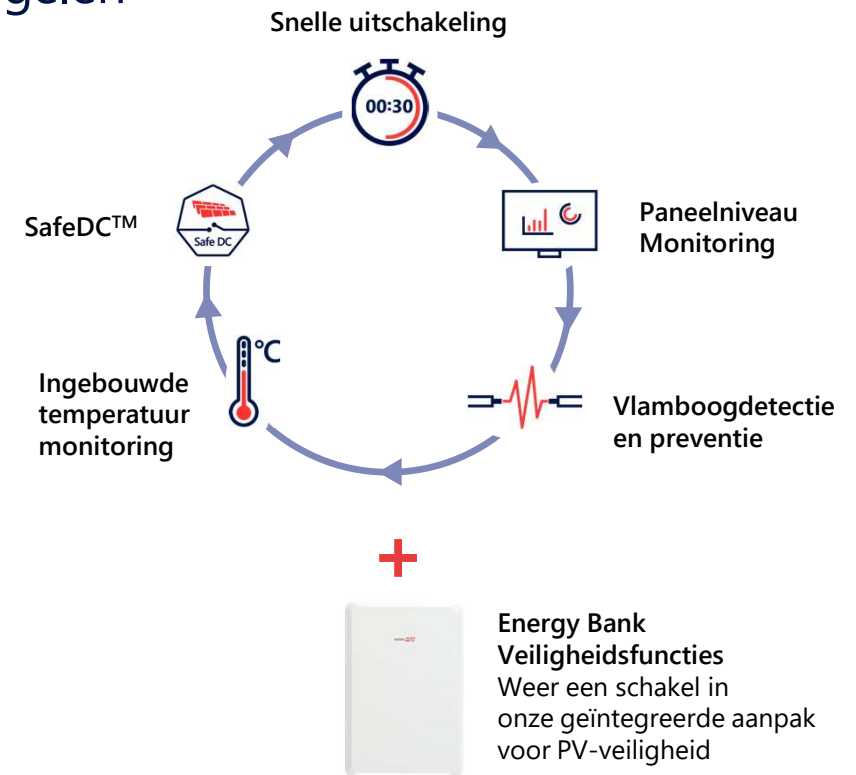 Snelle uitschakeling
00:30
SafeDC™
Safe DC
Paneelniveau
Monitoring
°C
Ingebouwde
temperatuur
monitoring
Vlamboogdetectie
en preventie
+
Energy Bank
Veiligheidsfuncties
Weer een schakel in
onze geïntegreerde aanpak
voor PV-veiligheid